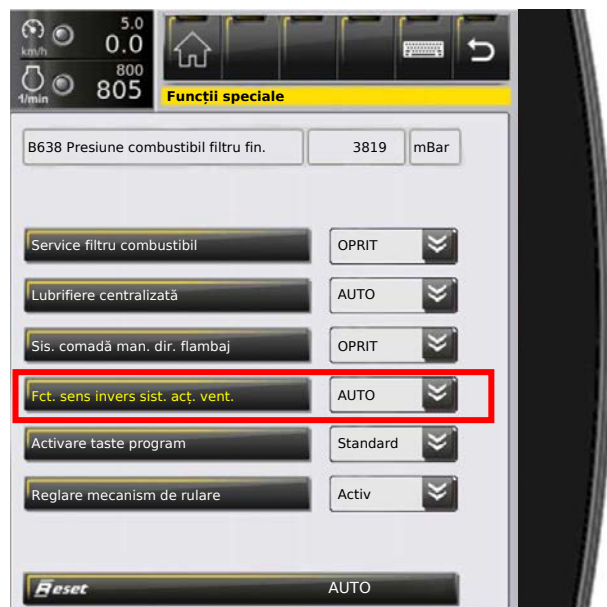 5.0
km/h 0.0
800
1/min 805
Funcții speciale
B638 Presiune combustibil filtru fin. 3819 mBar
Service filtru combustibil OPRIT
Lubrifiere centralizată AUTO
Sis. comadă man. dir. flambaj OPRIT
Fct. sens invers sist. acț. vent. AUTO
Activare taste program Standard
Reglare mecanism de rulare Activ
Reset AUTO